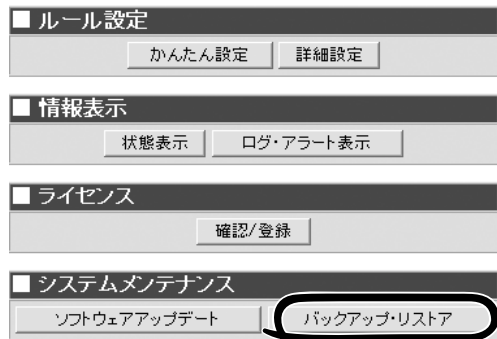 ■ ルール設定
かんたん設定 詳細設定
■ 情報表示
状態表示 ログ・アラート表示
■ ライセンス
確認/登録
■ システムメンテナンス
ソフトウェアアップデート バックアップ・リストア